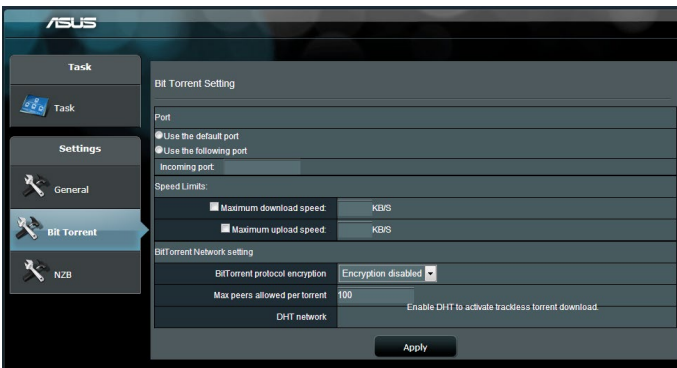 ASUS
Task
Task
Settings
General
Bit Torrent
NZB
Bit Torrent Setting
Port
Use the default port
Use the following port
Incoming port:
Speed Limits:
Maximum download speed: KB/S
Maximum upload speed: KB/S
BitTorrent Network setting
BitTorrent protocol encryption Encryption disabled
Max peers allowed per torrent 100
Enable DHT to activate trackless torrent download.
DHT network
Apply